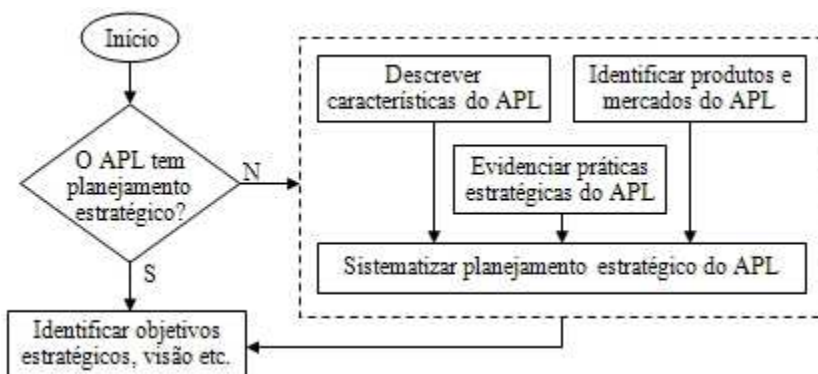 Início
O APL tem
planejamento
estratégico?
N
S
Descrever
características do APL
Identificar produtos e
mercados do APL
Evidenciar práticas
estratégicas do APL
Sistematizar planejamento estratégico do APL
Identificar objetivos
estratégicos, visão etc.